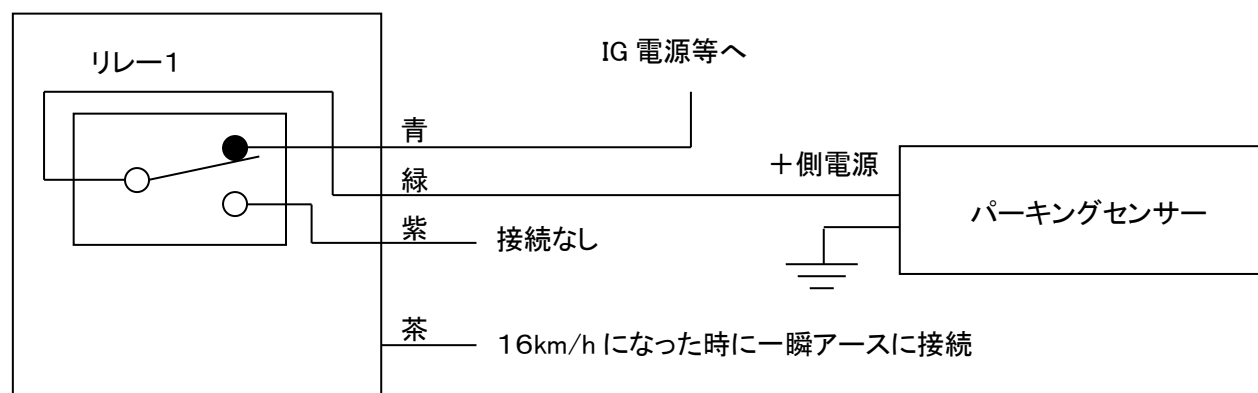 リレー１
IG 電源等へ
青
緑
＋側電源
パーキングセンサー
紫
接続なし
茶
１６km/h になった時に一瞬アースに接続